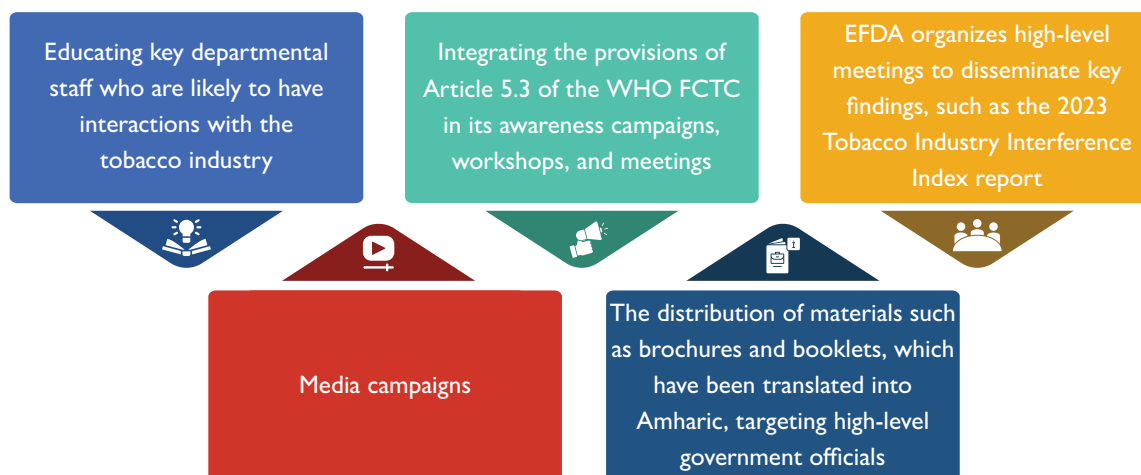 Educating key departmental
staff who are likely to have
interactions with the
tobacco industry
Media campaigns
Integrating the provisions of
Article 5.3 of the WHO FCTC
in its awareness campaigns,
workshops, and meetings
The distribution of materials such
as brochures and booklets, which
have been translated into
Amharic, targeting high-level
government officials
EFDA organizes high-level
meetings to disseminate key
findings, such as the 2023
Tobacco Industry Interference
Index report